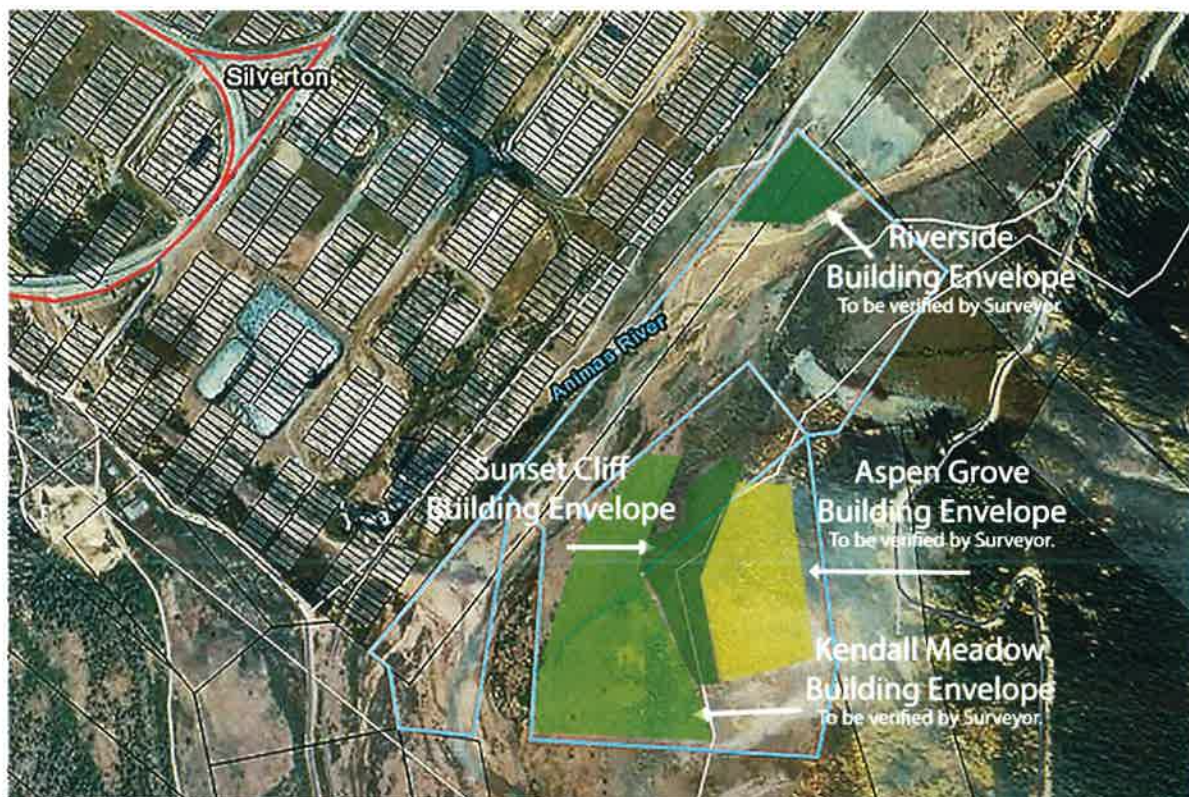 Silverton
Riverside
Building Envelope
To be verified by Surveyor.
Animas River
Sunset Cliff
Building Envelope
Aspen Grove
Building Envelope
To be verified by Surveyor.
Kendall Meadow
Building Envelope
To be verified by Surveyor.